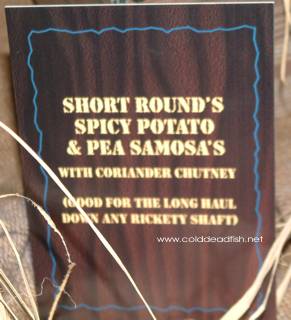 SHORT ROUND'S
SPICY POTATO
& PEA SAMOSA'S
WITH CORIANDER CHUTNEY
(GOOD FOR THE LONG HAUL
DOWN ANY RICKETY SHAFT)
www.colddeadfish.net